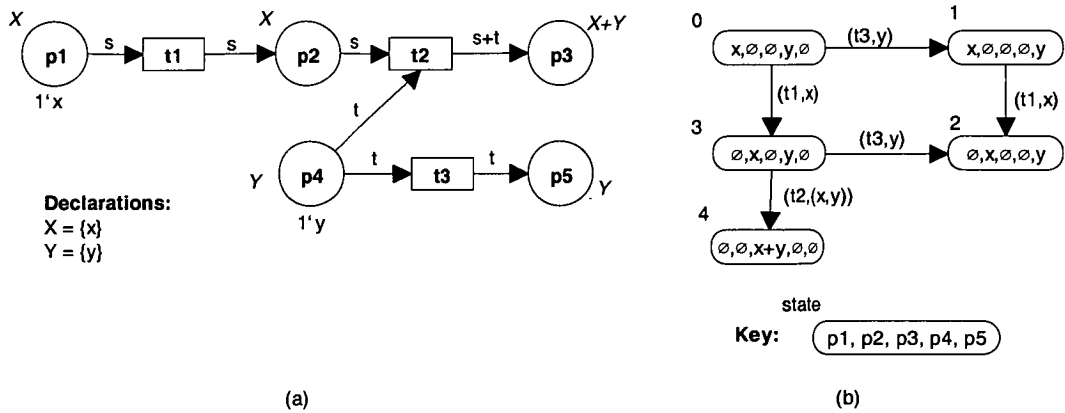 X
p1
s
t1
s
X
p2
s
t2
s+t
X+Y
p3
1'x
t
Y
p4
t
t3
t
p5
Y
1'y
Declarations:
X = {x}
Y = {y}
(a)
0
x,∅,∅,y,∅
(t3,y)
1
x,∅,∅,∅,y
(t1,x)
(t1,x)
3
∅,x,∅,y,∅
(t3,y)
2
∅,x,∅,∅,y
(t2,(x,y))
4
∅,∅,x+y,∅,∅
state
Key: p1, p2, p3, p4, p5
(b)